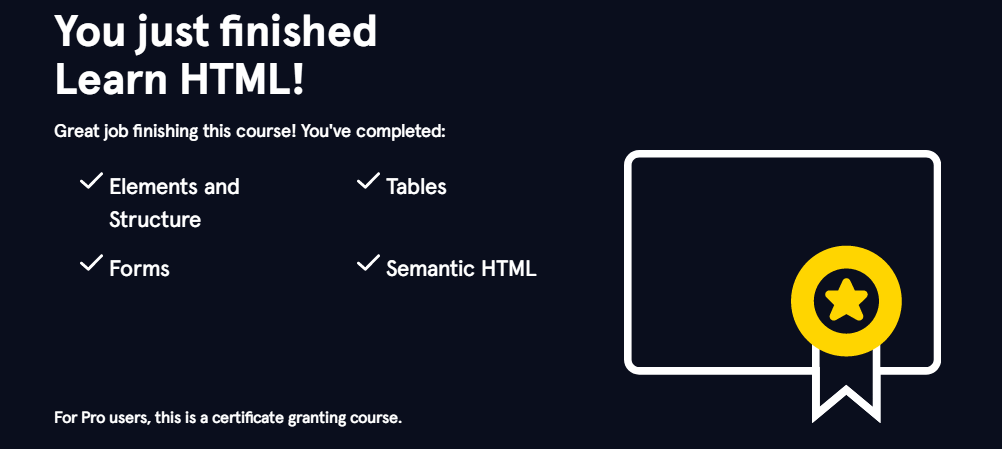 You just finished
Learn HTML!
Great job finishing this course! You've completed:
Elements and
Structure
Tables
Forms
Semantic HTML
For Pro users, this is a certificate granting course.